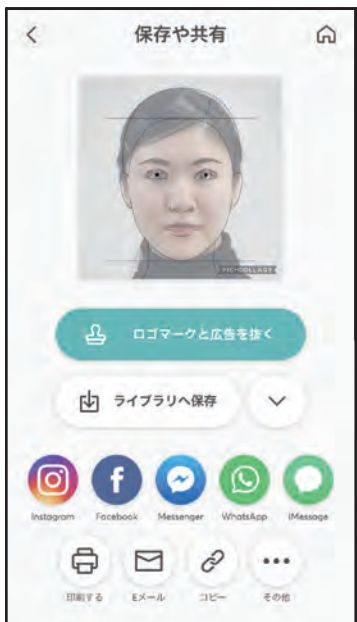 保存や共有
PIC•COLLAGE
ロゴマークと広告を抜く
ライブラリへ保存
Instagram Facebook Messenger WhatsApp iMessage
印刷する Eメール コピー その他